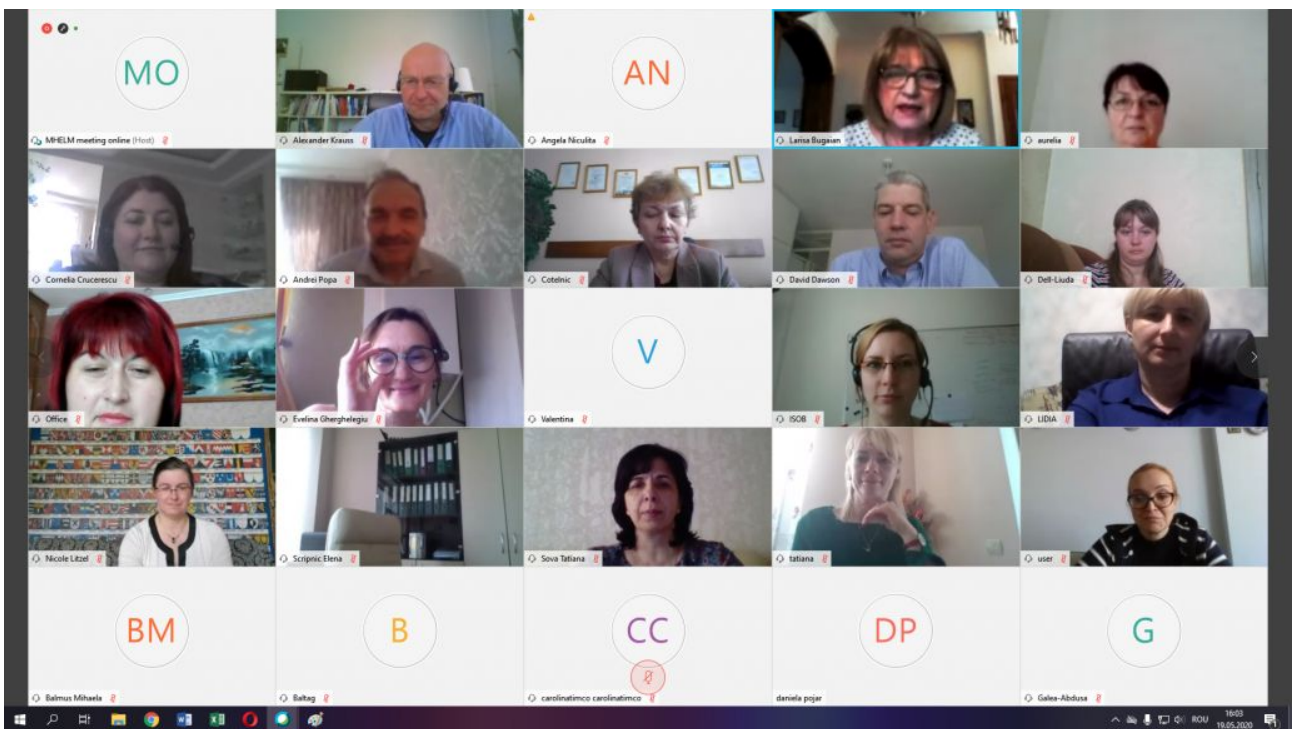 MO
AN
MHELM meeting online (Host)
Alexander Krauss
Angela Niculita
Larisa Bugaian
aurelia
Cornelia Crucerescu
Andrei Popa
Cotelnic
David Dawson
Dell-Liuda
V
Office
Evelina Gherghelegiu
Valentina
ISOB
LIDIA
Nicole Litzel
Scripnic Elena
Sova Tatiana
tatiana
user
BM
B
CC
DP
G
Balmus Mihaela
Baltag
carolinatimco carolinatimco
daniela pojar
Galea-Abdusa
ROU
16:03
19.05.2020